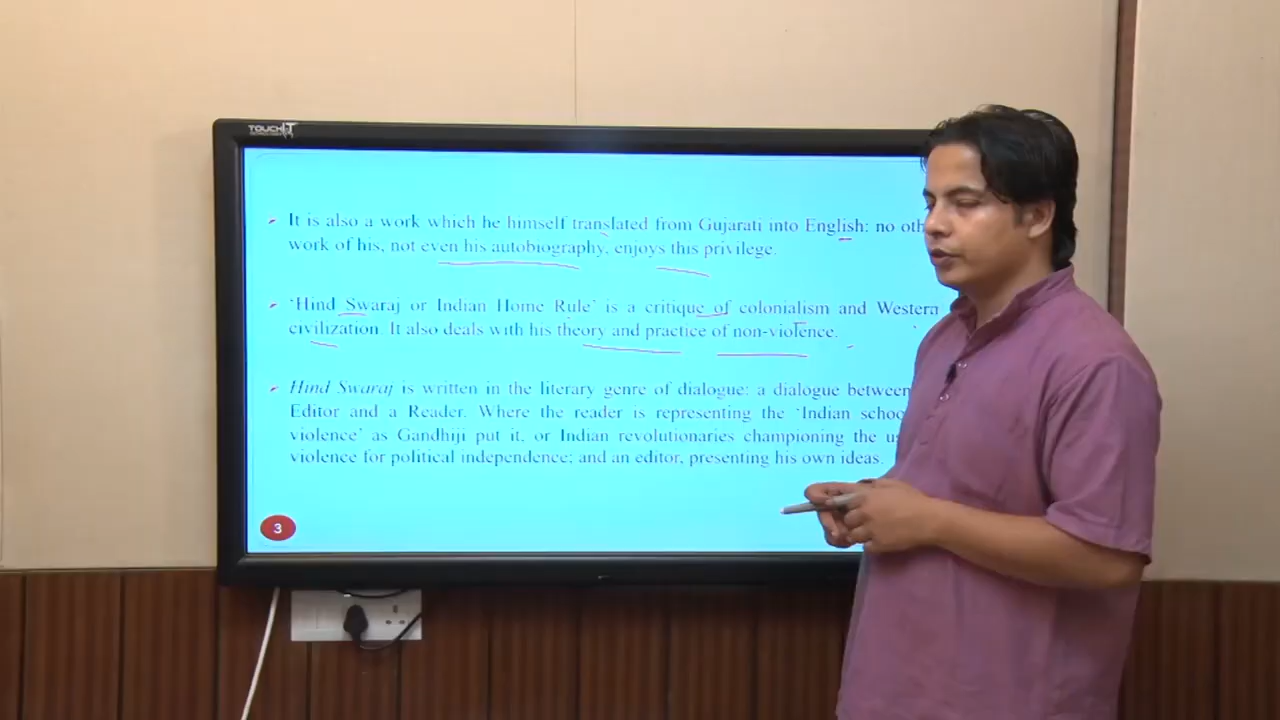 TOUCHIT
It is also a work which he himself translated from Gujarati into English: no oth
work of his, not even his autobiography, enjoys this privilege.
'Hind Swaraj or Indian Home Rule' is a critique of colonialism and Western
civilization. It also deals with his theory and practice of non-violence.
Hind Swaraj is written in the literary genre of dialogue: a dialogue between
Editor and a Reader. Where the reader is representing the 'Indian schoo
violence' as Gandhiji put it, or Indian revolutionaries championing the u
violence for political independence; and an editor, presenting his own ideas.
3